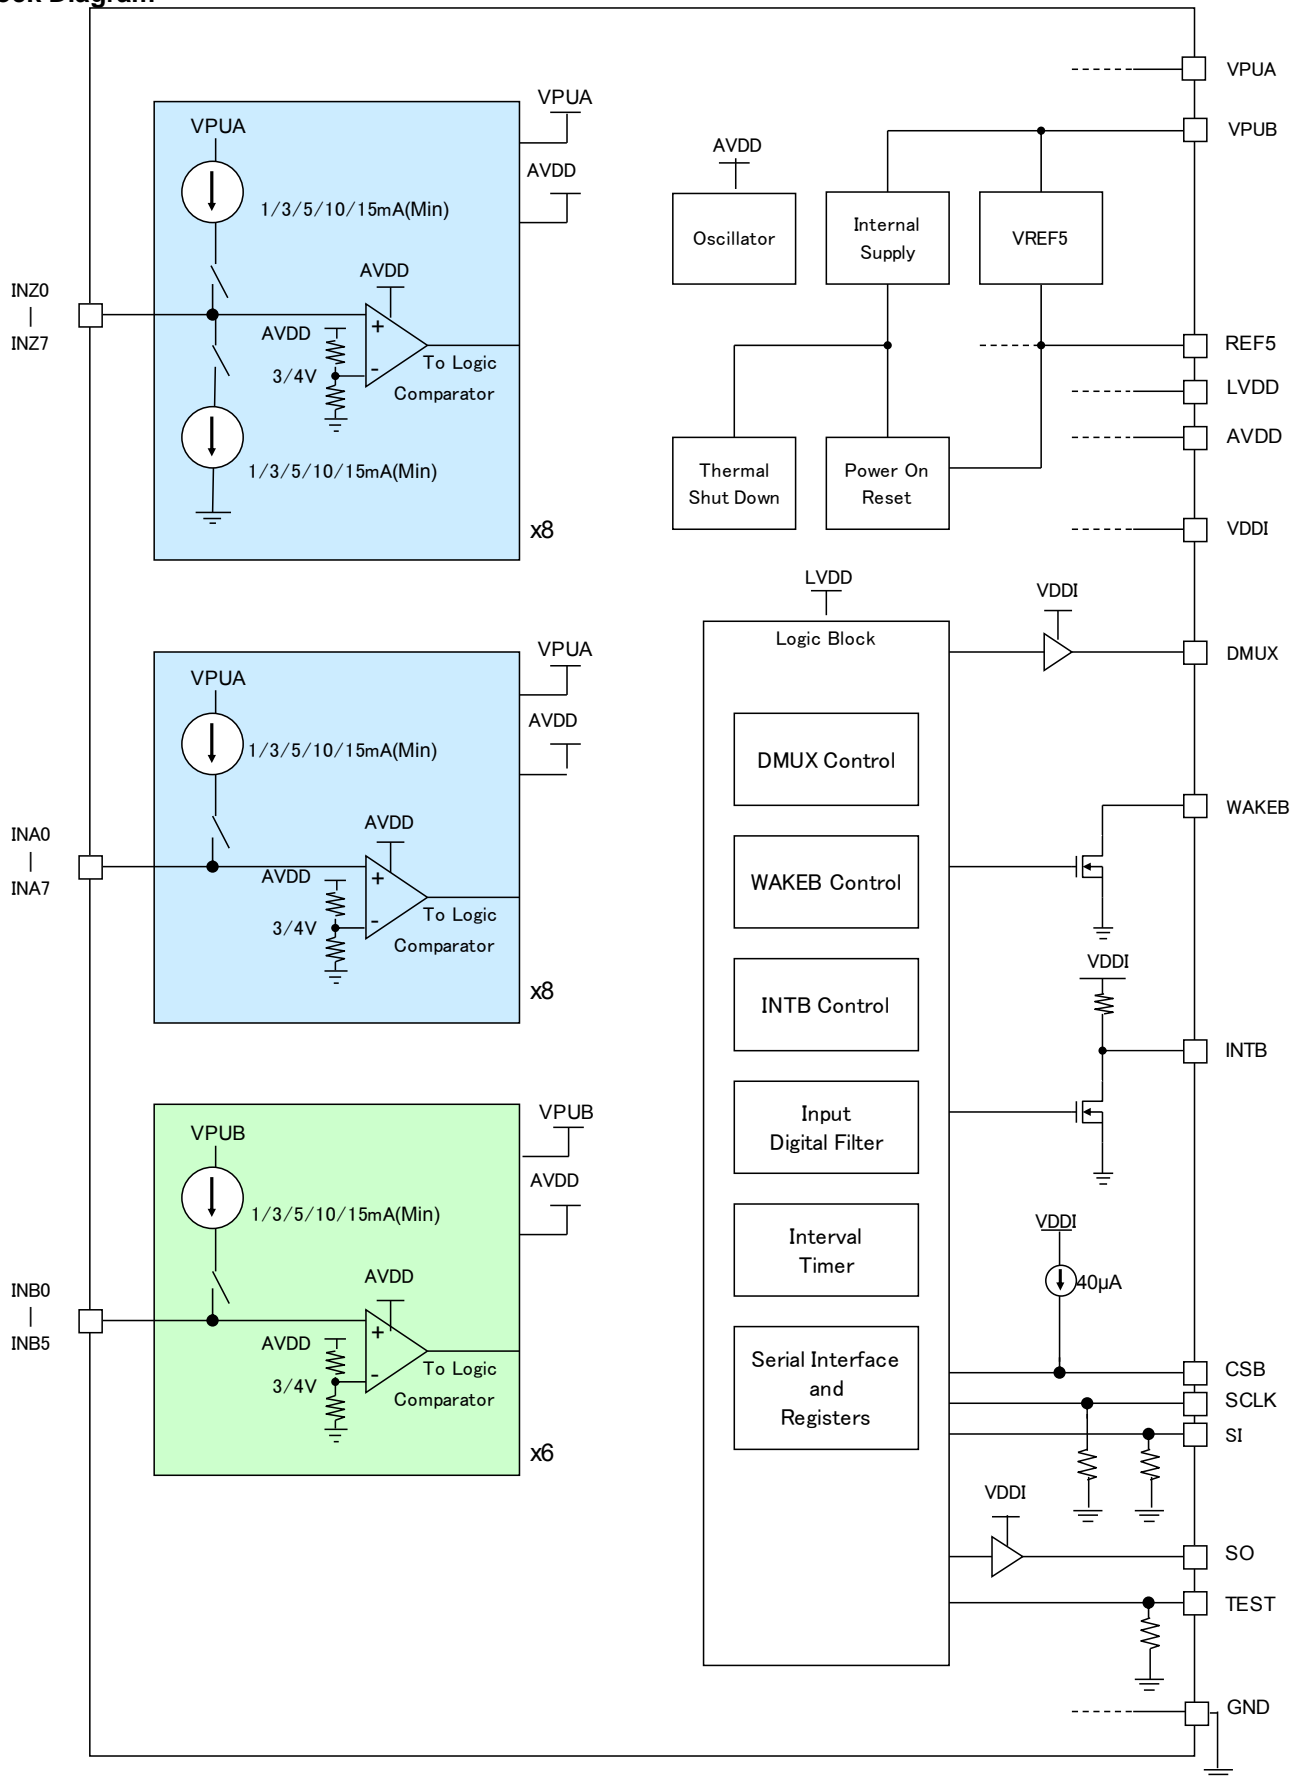 Block Diagram
VPUA
VPUA
1/3/5/10/15mA(Min)
AVDD
AVDD
INZ0
|
INZ7
AVDD
3/4V
+
-
To Logic
Comparator
1/3/5/10/15mA(Min)
x8
VPUA
VPUA
1/3/5/10/15mA(Min)
AVDD
AVDD
INA0
|
INA7
AVDD
3/4V
+
-
To Logic
Comparator
x8
VPUB
VPUB
1/3/5/10/15mA(Min)
AVDD
AVDD
INB0
|
INB5
AVDD
3/4V
+
-
To Logic
Comparator
x6
AVDD
Oscillator
Internal
Supply
VREF5
Thermal
Shut Down
Power On
Reset
LVDD
Logic Block
DMUX Control
WAKEB Control
INTB Control
Input
Digital Filter
Interval
Timer
Serial Interface
and
Registers
VDDI
VDDI
VDDI
40μA
VDDI
VPUA
VPUB
REF5
LVDD
AVDD
VDDI
DMUX
WAKEB
INTB
CSB
SCLK
SI
SO
TEST
GND